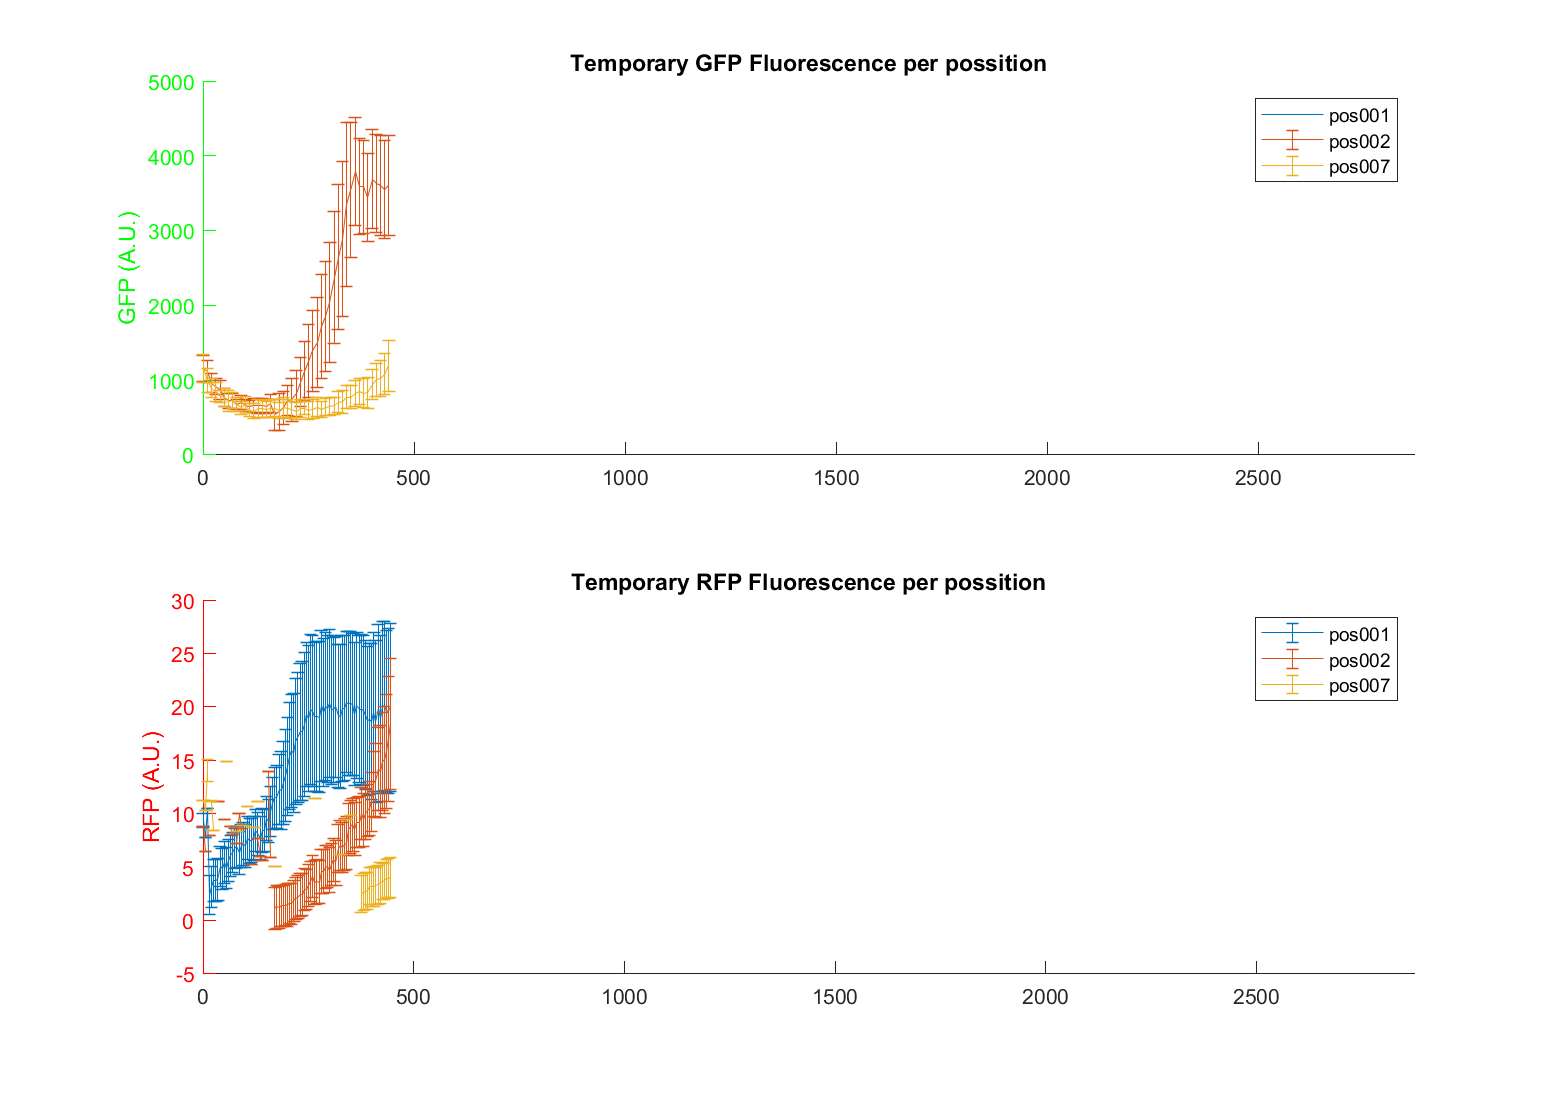 Temporary GFP Fluorescence per possition
5000
4000
3000
2000
1000
0
GFP (A.U.)
pos001
pos002
pos007
0 500 1000 1500 2000 2500
Temporary RFP Fluorescence per possition
30
25
20
15
10
5
0
-5
RFP (A.U.)
pos001
pos002
pos007
0 500 1000 1500 2000 2500